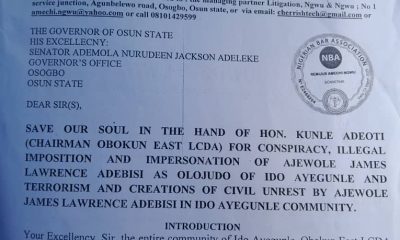 the managing partner Litigation, Ngwu & Ngwu ; No 1
service junction, Agunbelewo road, Osogbo, Osun state, or via email: cherrishtech@gmail.com or
amechi.ngwu@yahoo.com or call 08101429599
THE GOVERNOR OF OSUN STATE
HIS EXCELLECNY:
SENATOR ADEMOLA NURUDEEN JACKSON ADELEKE
GOVERNOR'S OFFICE
OSOGBO
OSUN STATE
NIGERIAN BAR ASSOCIATION
NBA
DEAR SIR(S),
SAVE OUR SOUL IN THE HAND OF HON. KUNLE ADEOTI
(CHAIRMAN OBOKUN EAST LCDA) FOR CONSPIRACY, ILLEGAL
IMPOSITION AND IMPERSONATION OF AJEWOLE JAMES
LAWRENCE ADEBISI AS OLOJUDO OF IDO AYEGUNLE AND
TERRORISM AND CREATIONS OF CIVIL UNREST BY AJEWOLE
JAMES LAWRENCE ADEBISI IN IDO AYEGUNLE COMMUNITY.
INTRODUCTION
Your Excellency, Sir, the entire community of Ido Ayegunle, Obokun East LCDA